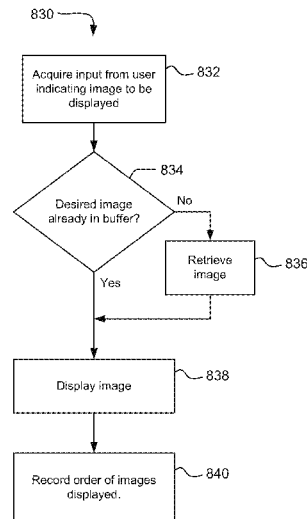 830
Acquire input from user
indicating image to be
displayed
832
834
Desired image
already in buffer?
No
Retrieve
image
836
Yes
Display image
838
Record order of images
displayed.
840